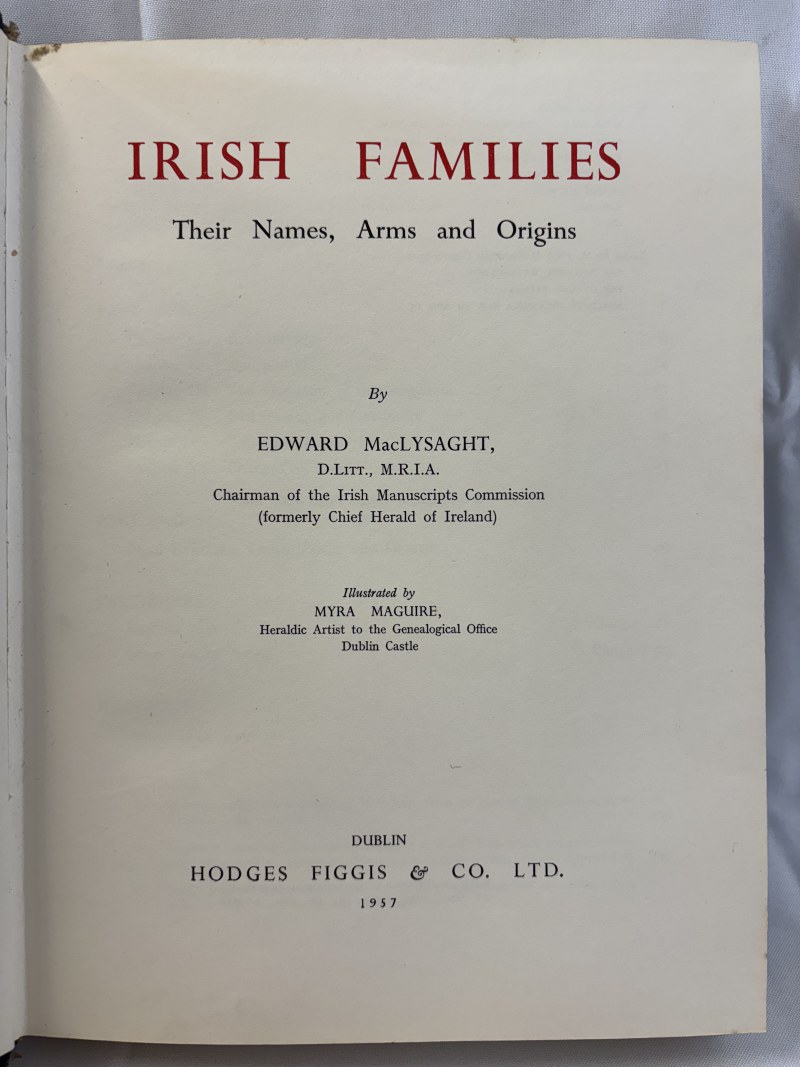 IRISH FAMILIES
Their Names, Arms and Origins
By
EDWARD MacLYSAGHT,
D.LITT., M.R.I.A.
Chairman of the Irish Manuscripts Commission
(formerly Chief Herald of Ireland)
Illustrated by
MYRA MAGUIRE,
Heraldic Artist to the Genealogical Office
Dublin Castle
DUBLIN
HODGES FIGGIS & CO. LTD.
1957